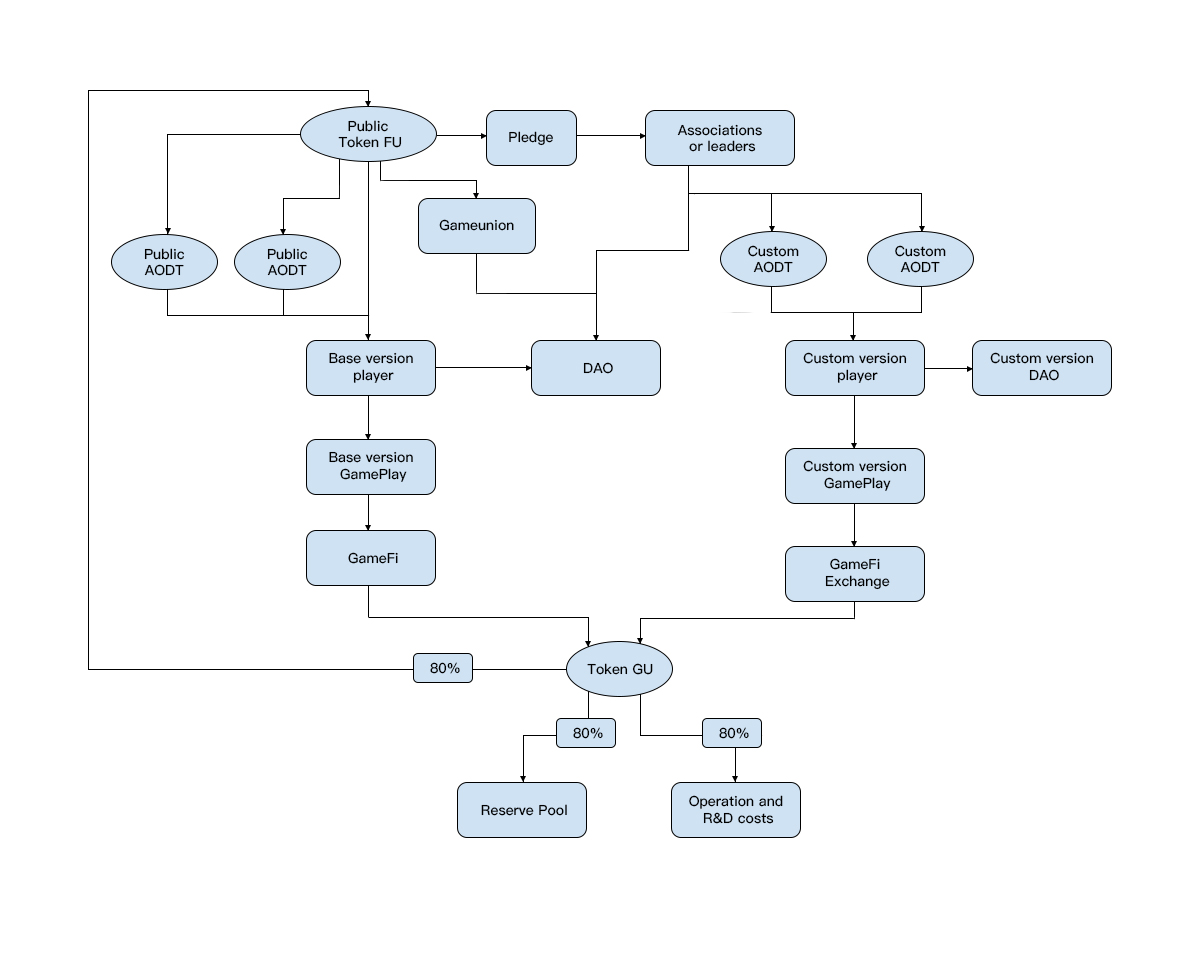 Public
Token FU
Pledge
Associations
or leaders
Gameunion
Public
AODT
Public
AODT
Custom
AODT
Custom
AODT
Base version
player
DAO
Custom version
player
Custom version
DAO
Base version
GamePlay
Custom version
GamePlay
GameFi
GameFi
Exchange
80%
Token GU
80%
80%
Reserve Pool
Operation and
R&D costs